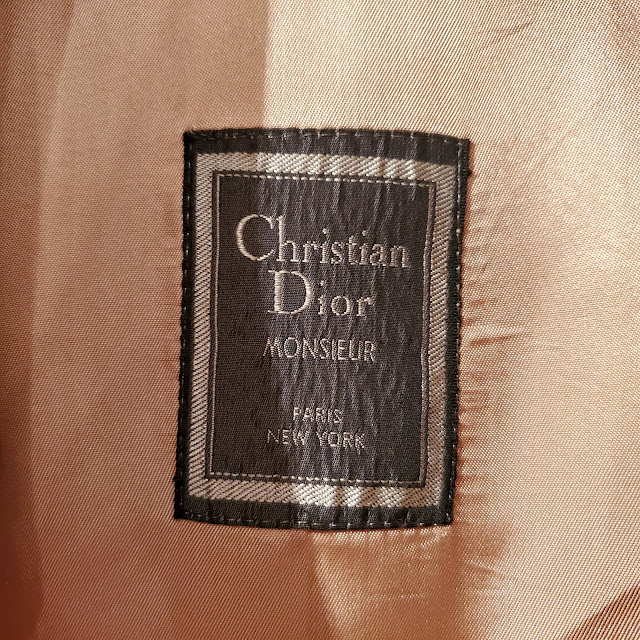 Christian
Dior
MONSIEUR
PARIS
NEW YORK